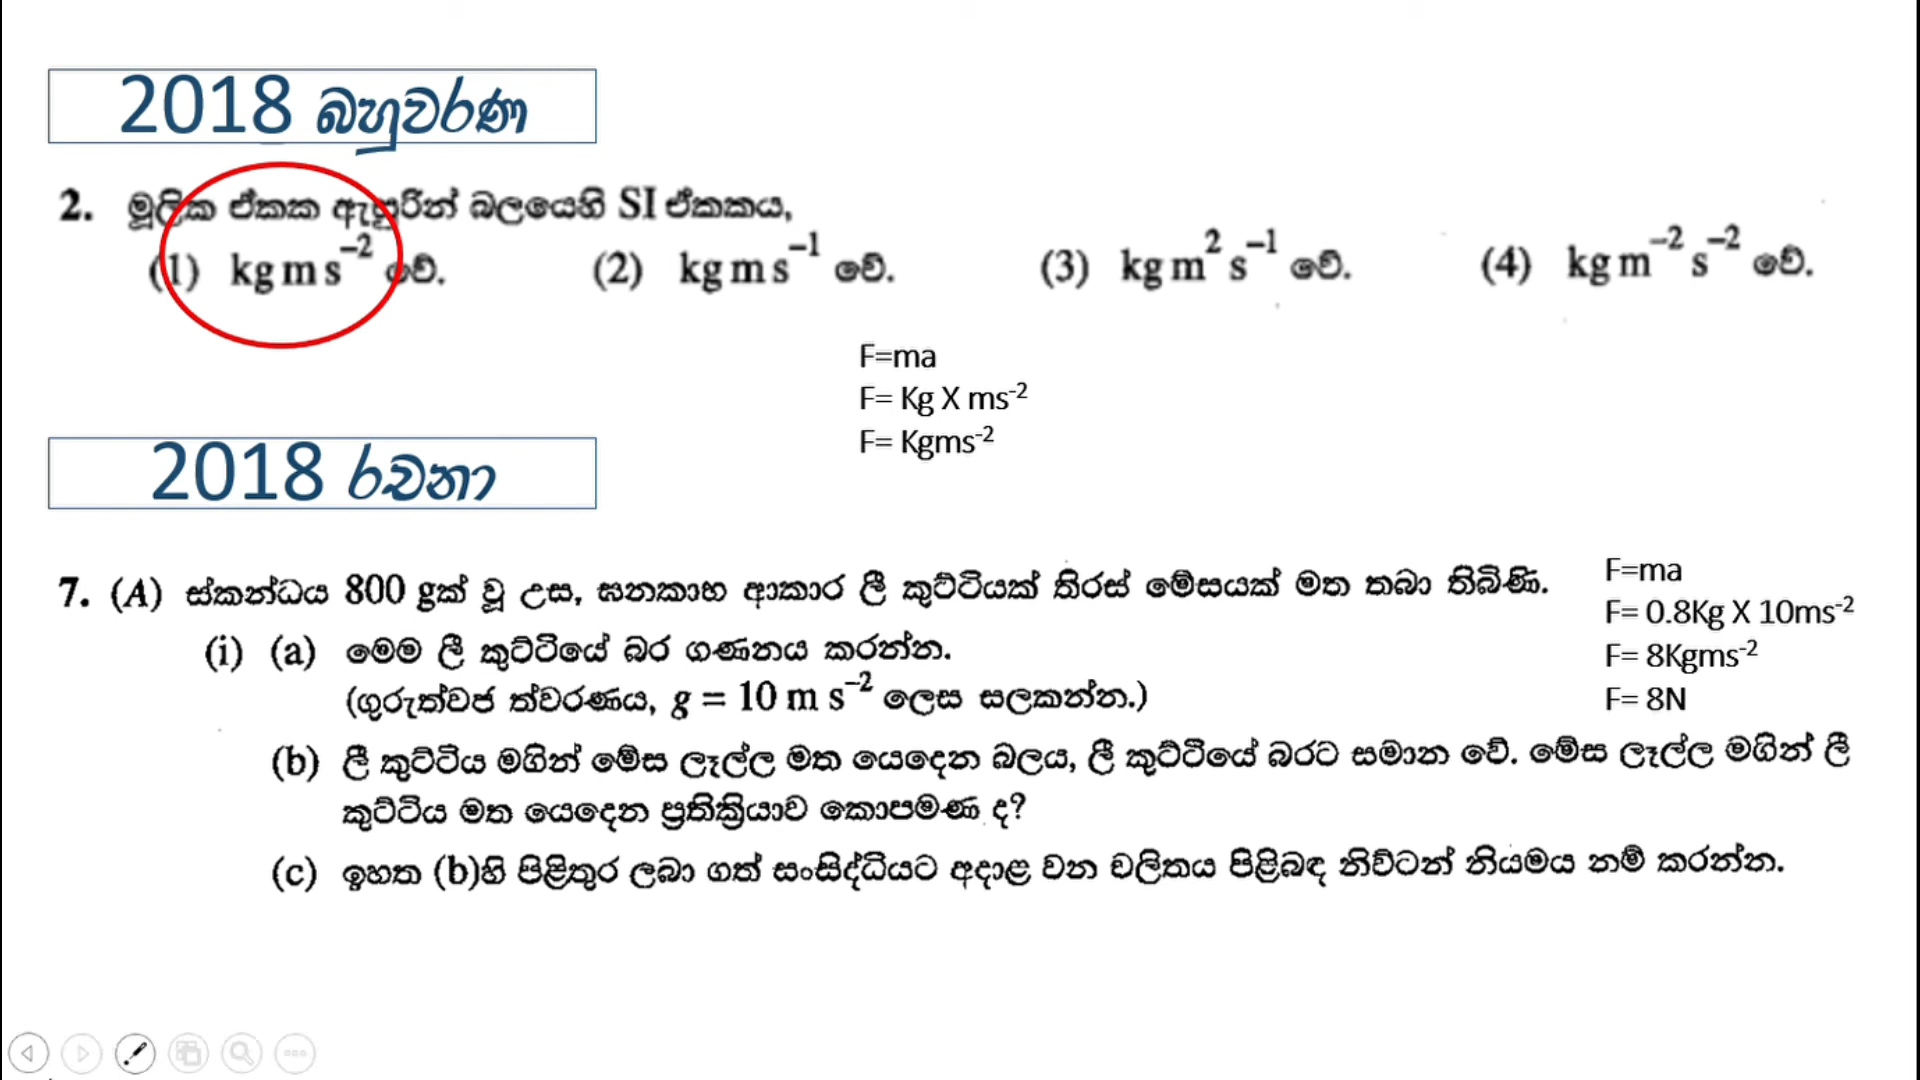 2018 බහුවරණ
2. මූලික ඒකක ඇසුරින් බලයෙහි SI ඒකකය,
(1) kg m s⁻² වේ. (2) kg m s⁻¹ වේ. (3) kg m² s⁻¹ වේ. (4) kg m⁻² s⁻² වේ.
F=ma
F= Kg X ms⁻²
F= Kgms⁻²
2018 රචනා
7. (A) ස්කන්ධය 800 gක් වූ උස, ඝනකාභ ආකාර ලී කුට්ටියක් තිරස් මේසයක් මත තබා තිබිණි.
(i) (a) මෙම ලී කුට්ටියේ බර ගණනය කරන්න.
(ගුරුත්වජ ත්වරණය, g = 10 m s⁻² ලෙස සලකන්න.)
F=ma
F= 0.8Kg X 10ms⁻²
F= 8Kgms⁻²
F= 8N
(b) ලී කුට්ටිය මගින් මේස ලෑල්ල මත යෙදෙන බලය, ලී කුට්ටියේ බරට සමාන වේ. මේස ලෑල්ල මගින් ලී
කුට්ටිය මත යෙදෙන ප්‍රතික්‍රියාව කොපමණ ද?
(c) ඉහත (b)හි පිළිතුර ලබා ගත් සංසිද්ධියට අදාළ වන චලිතය පිළිබඳ නිව්ටන් නියමය නම් කරන්න.